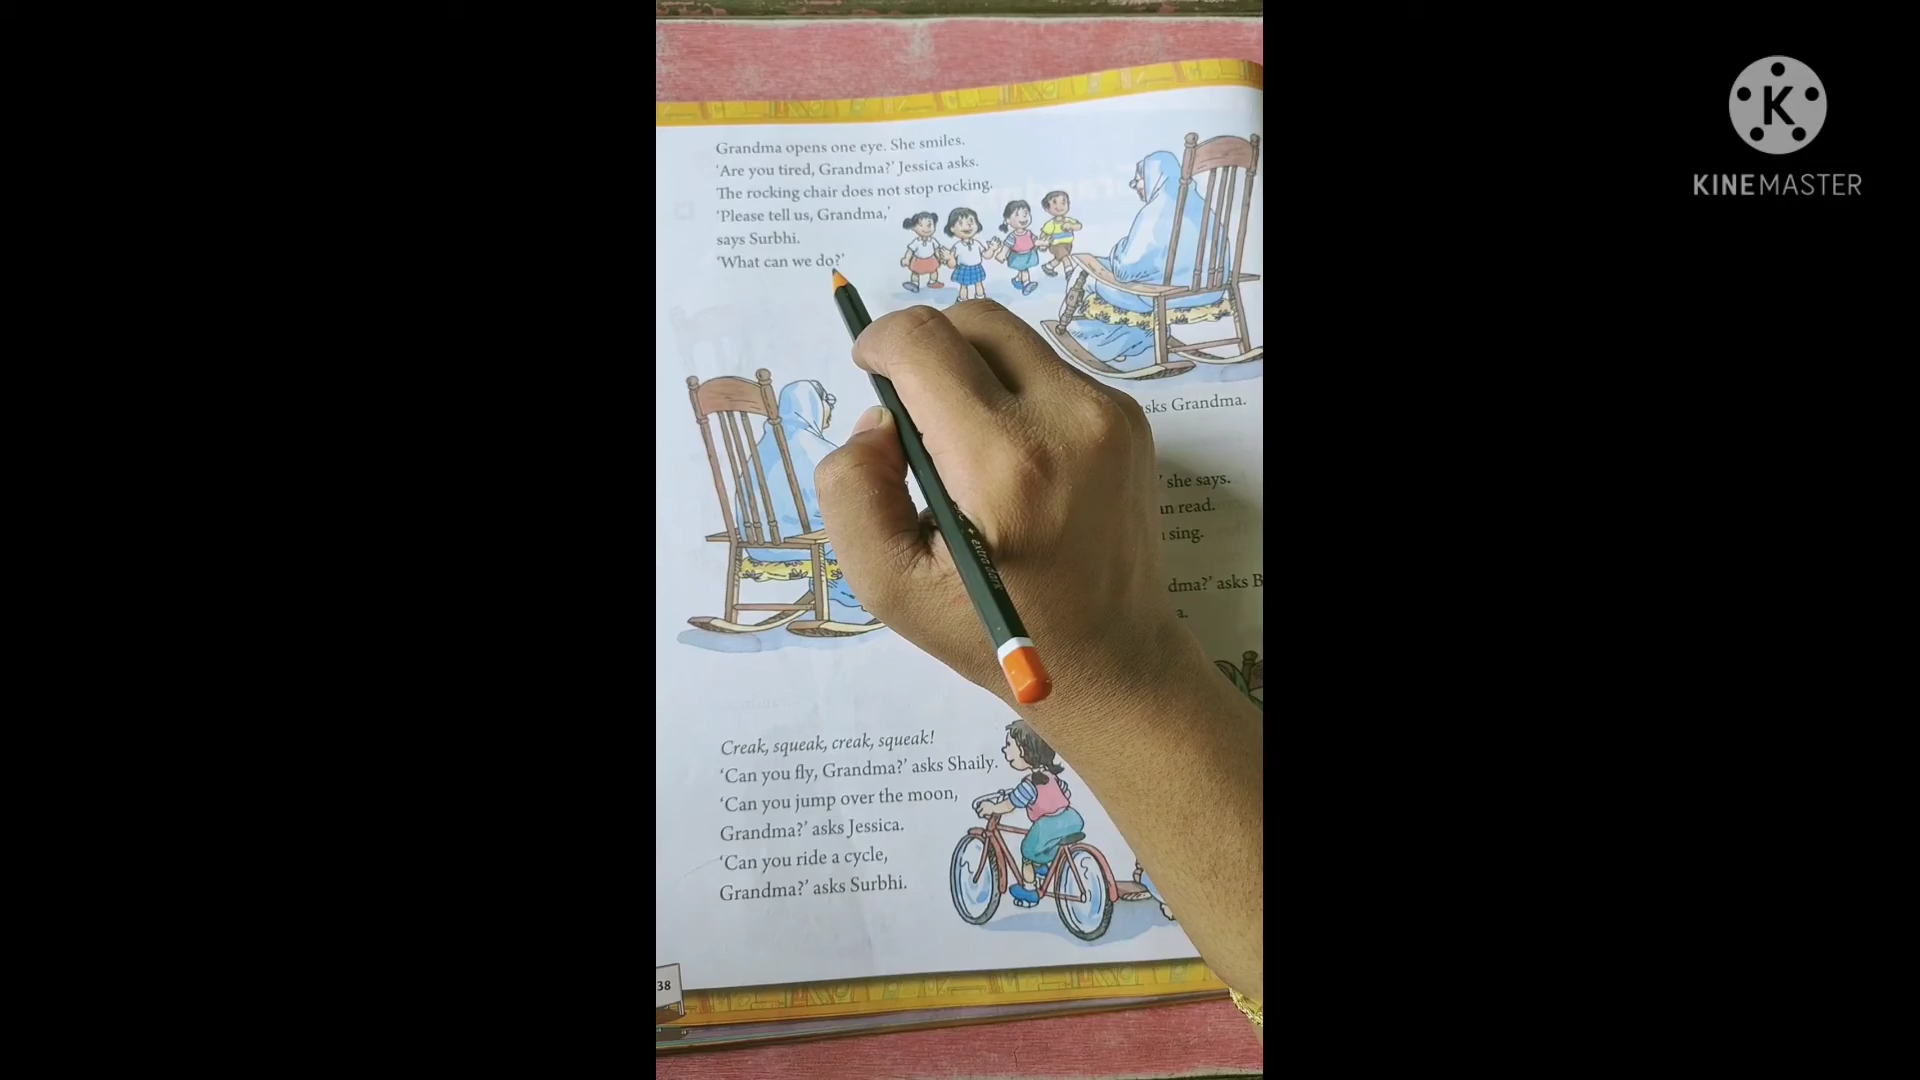 Grandma opens one eye. She smiles.
‘Are you tired, Grandma?’ Jessica asks.
The rocking chair does not stop rocking.
‘Please tell us, Grandma,’
says Surbhi.
‘What can we do?’
asks Grandma.
’ she says.
read.
sing.
asks
Creak, squeak, creak, squeak!
‘Can you fly, Grandma?’ asks Shaily.
‘Can you jump over the moon,
Grandma?’ asks Jessica.
‘Can you ride a cycle,
Grandma?’ asks Surbhi.
38
extra dark
K
KINEMASTER